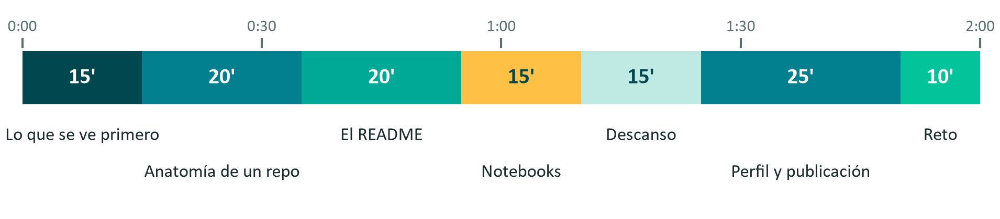 0:00 0:30 1:00 1:30 2:00
15' 20' 20' 15' 15' 25' 10'
Lo que se ve primero El README Descanso Reto
Anatomía de un repo Notebooks Perfil y publicación